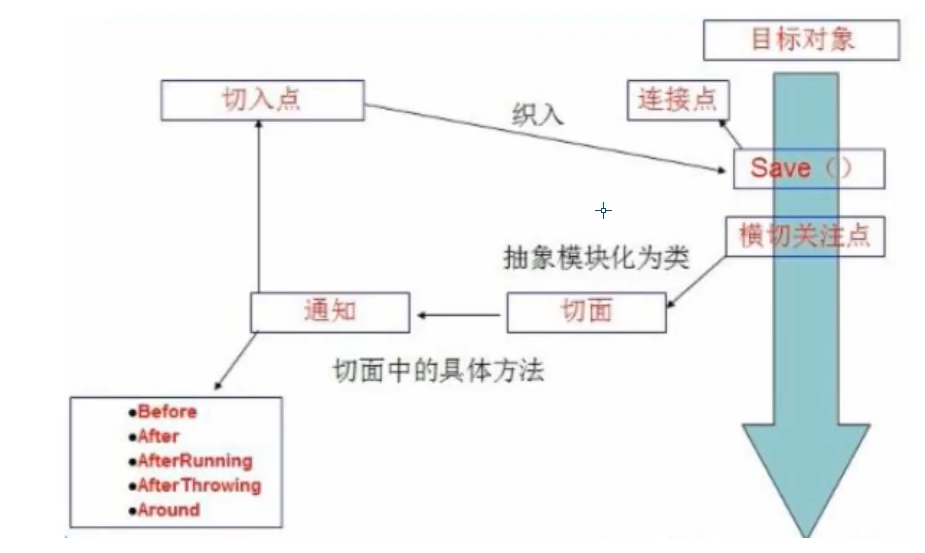 目标对象
切入点
连接点
织入
Save（）
横切关注点
抽象模块化为类
通知
切面
切面中的具体方法
●Before
●After
●AfterRunning
●AfterThrowing
●Around